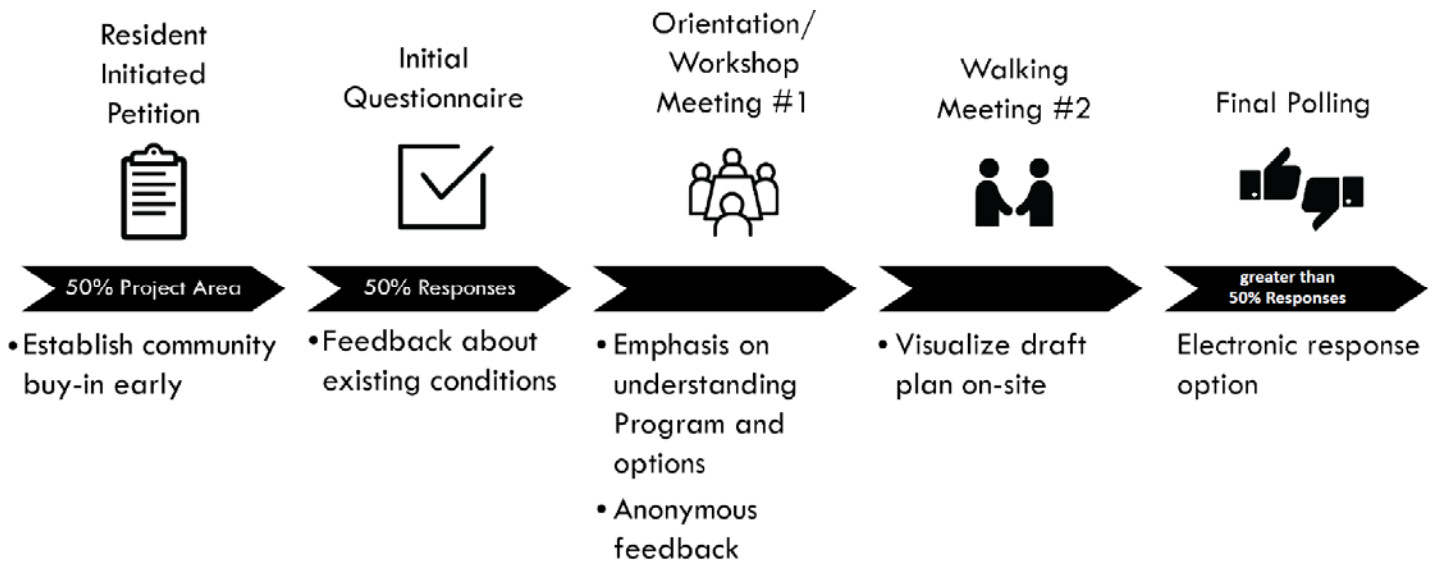 Resident
Initiated
Petition
50% Project Area
• Establish community
buy-in early
Initial
Questionnaire
50% Responses
• Feedback about
existing conditions
Orientation/
Workshop
Meeting #1
• Emphasis on
understanding
Program and
options
• Anonymous
feedback
Walking
Meeting #2
• Visualize draft
plan on-site
Final Polling
greater than
50% Responses
Electronic response
option